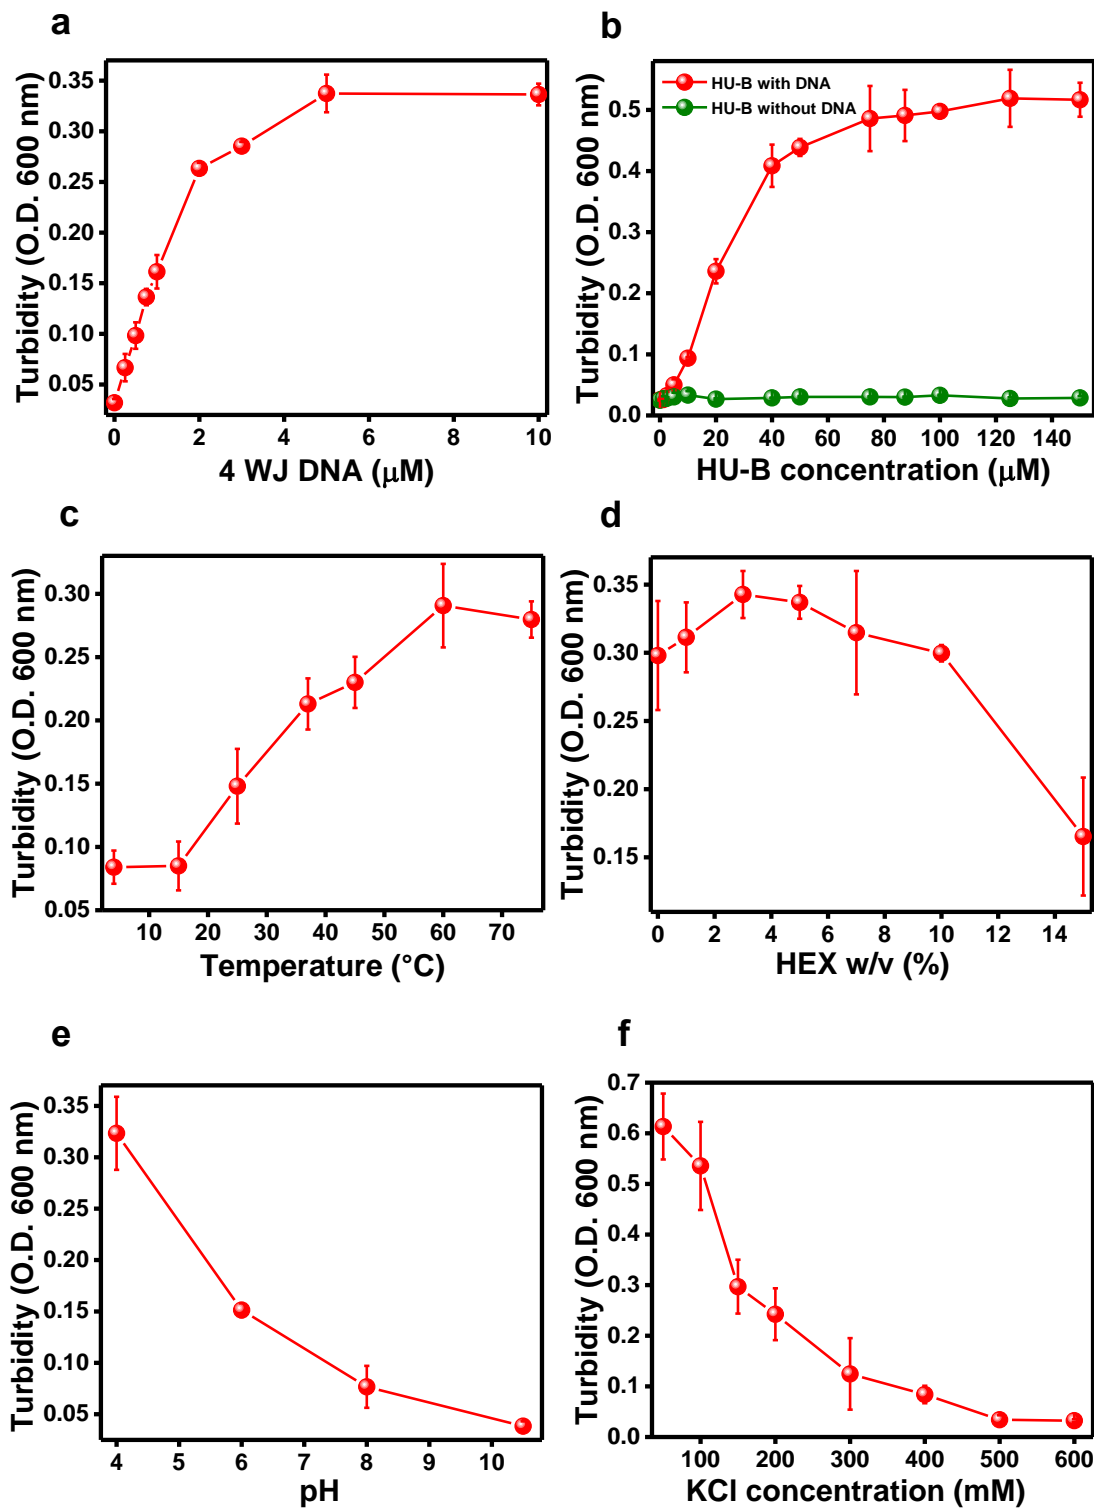 a
Turbidity (O.D. 600 nm)
0.35
0.30
0.25
0.20
0.15
0.10
0.05
0 2 4 6 8 10
4 WJ DNA (μM)
b
Turbidity (O.D. 600 nm)
HU-B with DNA
HU-B without DNA
0.5
0.4
0.3
0.2
0.1
0.0
0 20 40 60 80 100 120 140
HU-B concentration (μM)
c
Turbidity (O.D. 600 nm)
0.30
0.25
0.20
0.15
0.10
0.05
10 20 30 40 50 60 70
Temperature (°C)
d
Turbidity (O.D. 600 nm)
0.35
0.30
0.25
0.20
0.15
0 2 4 6 8 10 12 14
HEX w/v (%)
e
Turbidity (O.D. 600 nm)
0.35
0.30
0.25
0.20
0.15
0.10
0.05
4 5 6 7 8 9 10
pH
f
Turbidity (O.D. 600 nm)
0.7
0.6
0.5
0.4
0.3
0.2
0.1
0.0
100 200 300 400 500 600
KCl concentration (mM)